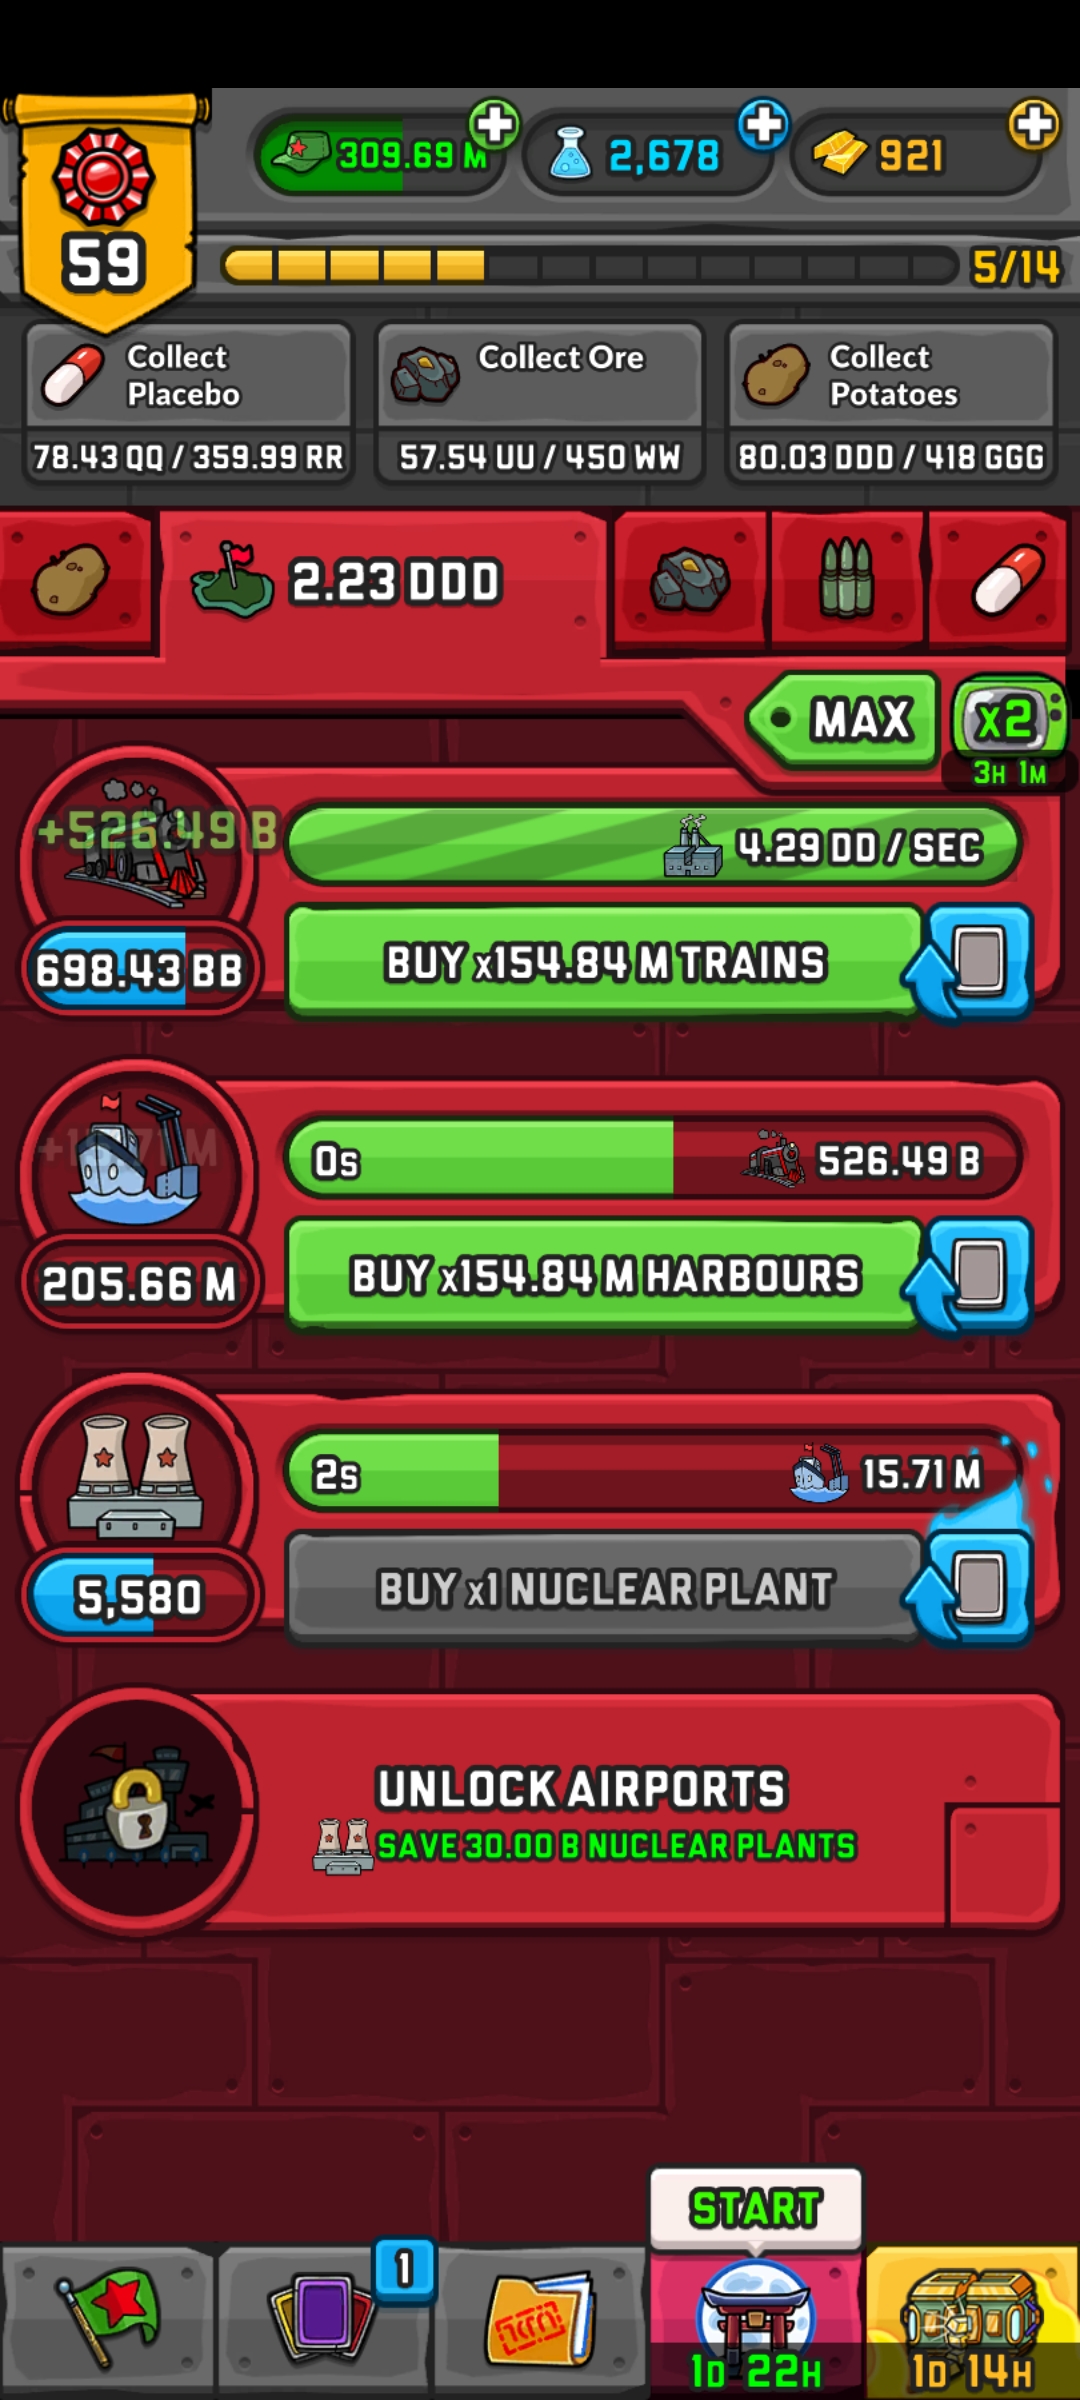 59
309.69 M
2,678
921
5/14
Collect Placebo
78.43 QQ / 359.99 RR
Collect Ore
57.54 UU / 450 WW
Collect Potatoes
80.03 DDD / 418 GGG
2.23 DDD
MAX
x2
3H 1M
+526.49 B
4.29 DD / SEC
698.43 BB
BUY x154.84 M TRAINS
0s
526.49 B
205.66 M
BUY x154.84 M HARBOURS
2s
15.71 M
5,580
BUY x1 NUCLEAR PLANT
UNLOCK AIRPORTS
SAVE 30.00 B NUCLEAR PLANTS
START
1
1D 22H
1D 14H